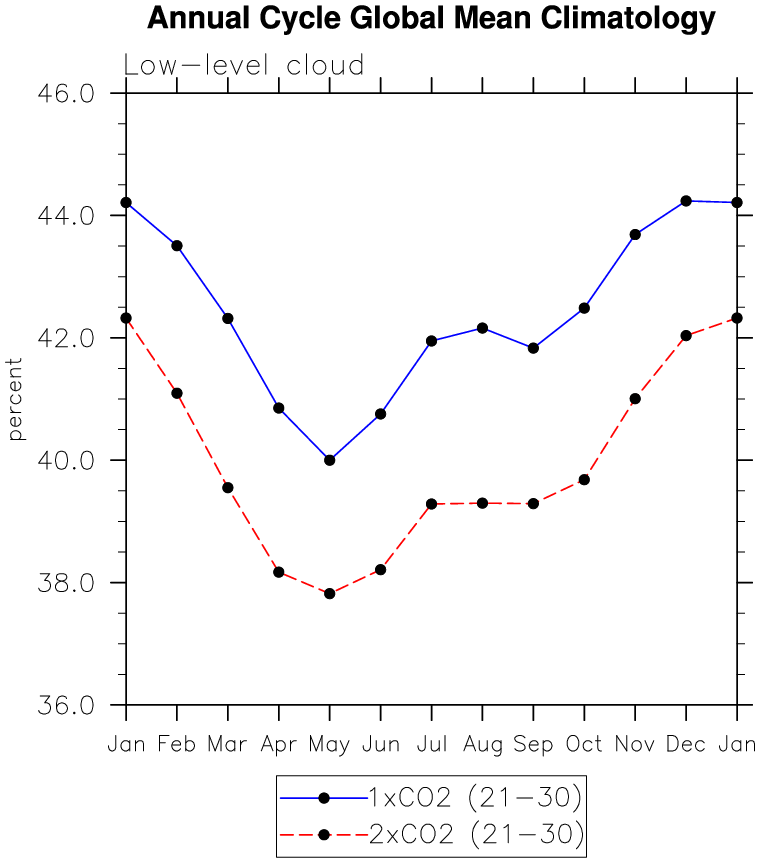 Annual Cycle Global Mean Climatology
Low-level cloud
46.0
44.0
42.0
percent
40.0
38.0
36.0
Jan Feb Mar Apr May Jun Jul Aug Sep Oct Nov Dec Jan
1xCO2 (21-30)
2xCO2 (21-30)